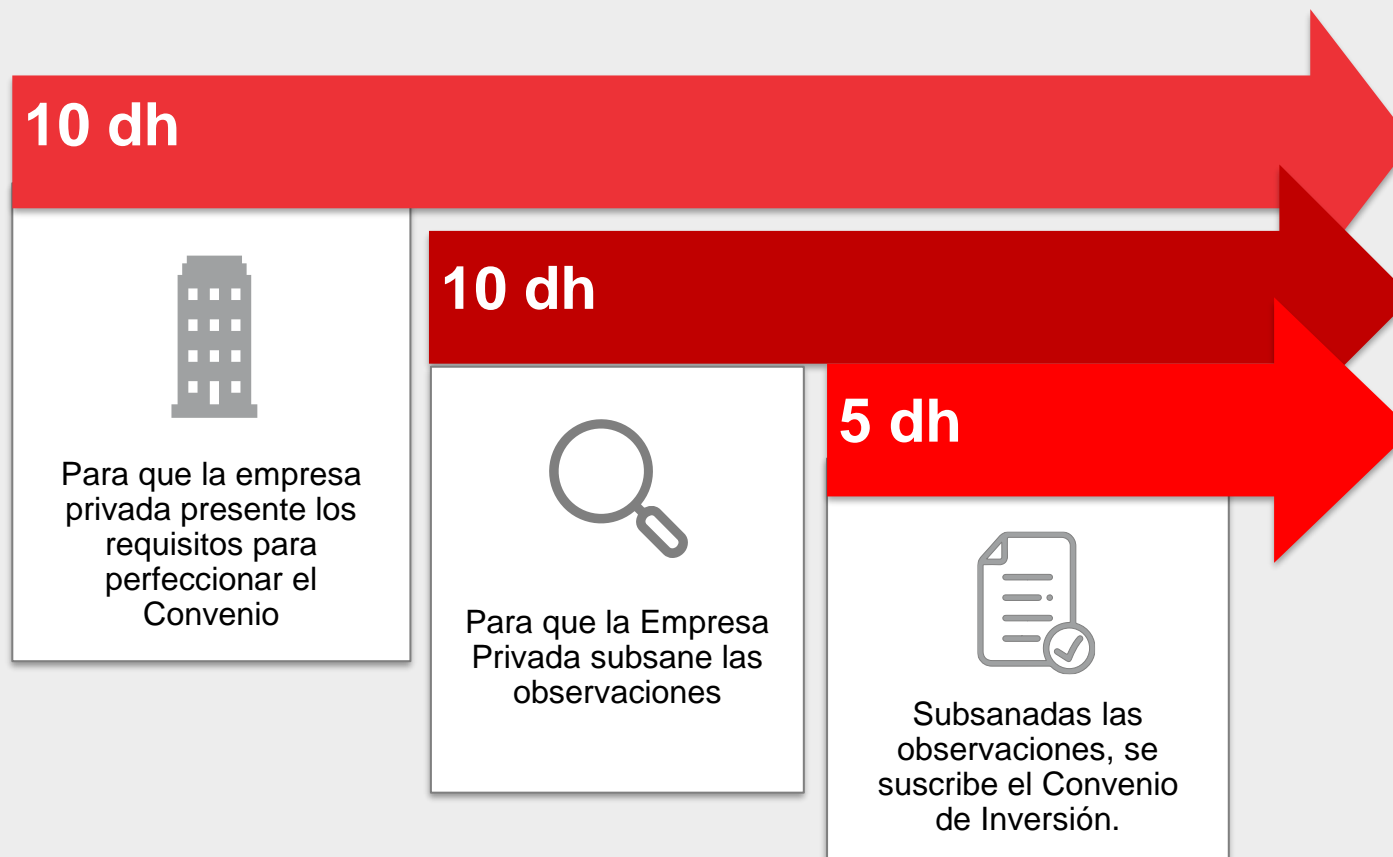 10 dh
Para que la empresa
privada presente los
requisitos para
perfeccionar el
Convenio
10 dh
Para que la Empresa
Privada subsane las
observaciones
5 dh
Subsanadas las
observaciones, se
suscribe el Convenio
de Inversión.